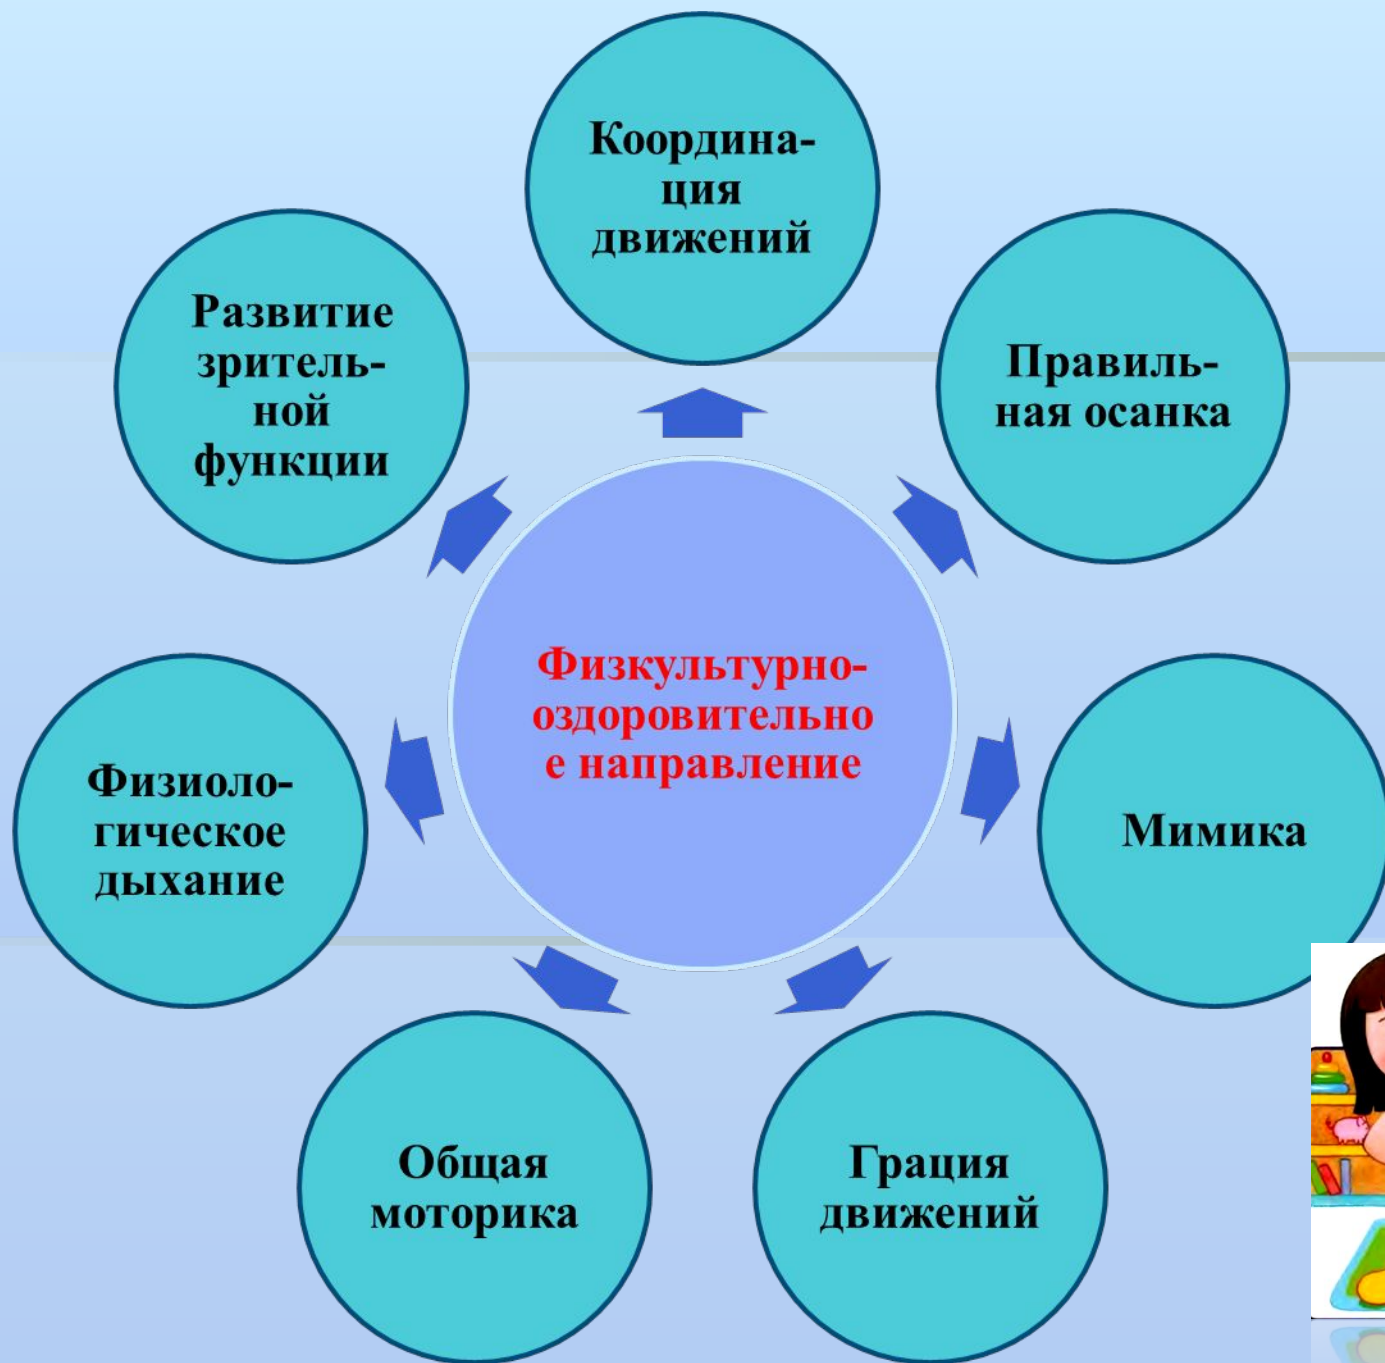 Координа-
ция
движений
Правиль-
ная осанка
Мимика
Грация
движений
Общая
моторика
Физиоло-
гическое
дыхание
Развитие
зритель-
ной
функции
Физкультурно-
оздоровительно
е направление